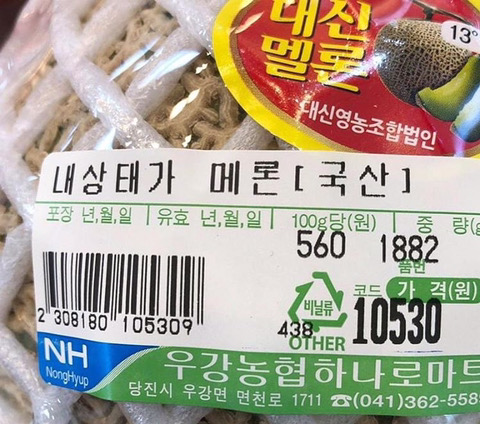 대신
멜론
13°
대신영농조합법인
내상태가 메론[국산]
포장 년,월,일 유효 년,월,일 100g당(원) 중 량(g
560 1882
품번
비닐류 코드 가 격(원)
438 10530
OTHER
2 308180 105309
NH
NongHyup
우강농협하나로마트
당진시 우강면 면천로 1711 ☎(041)362-5585